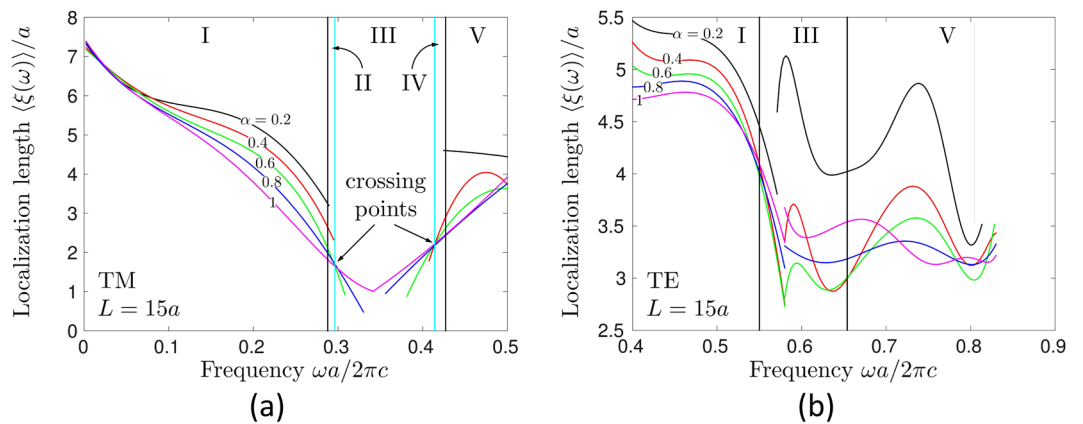 8
7
6
5
4
3
2
1
0
Localization length ⟨ξ(ω)⟩/a
I
III
V
II
IV
α = 0.2
0.4
0.6
0.8
1
crossing
points
TM
L = 15a
0
0.1
0.2
0.3
0.4
0.5
Frequency ωa/2πc
(a)
5.5
5
4.5
4
3.5
3
2.5
Localization length ⟨ξ(ω)⟩/a
I
III
V
α = 0.2
0.4
0.6
0.8
1
TE
L = 15a
0.4
0.5
0.6
0.7
0.8
0.9
Frequency ωa/2πc
(b)